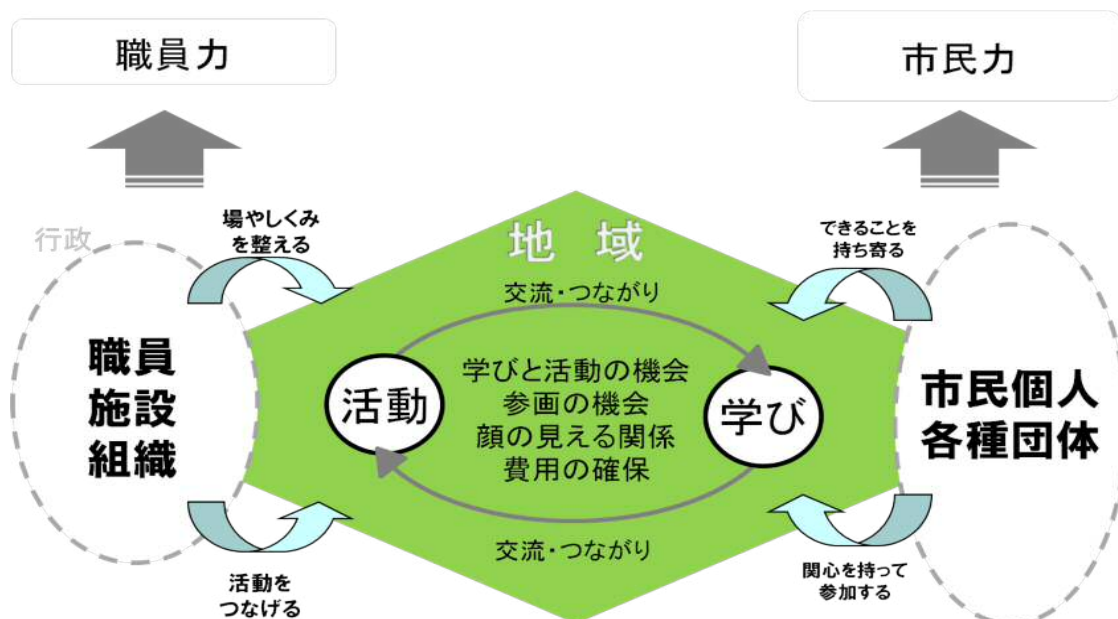 職員力
市民力
行政
場やしくみ
を整える
地 域
できることを
持ち寄る
交流・つながり
職員
施設
組織
活動
学びと活動の機会
参画の機会
顔の見える関係
費用の確保
学び
市民個人
各種団体
交流・つながり
活動を
つなげる
関心を持って
参加する